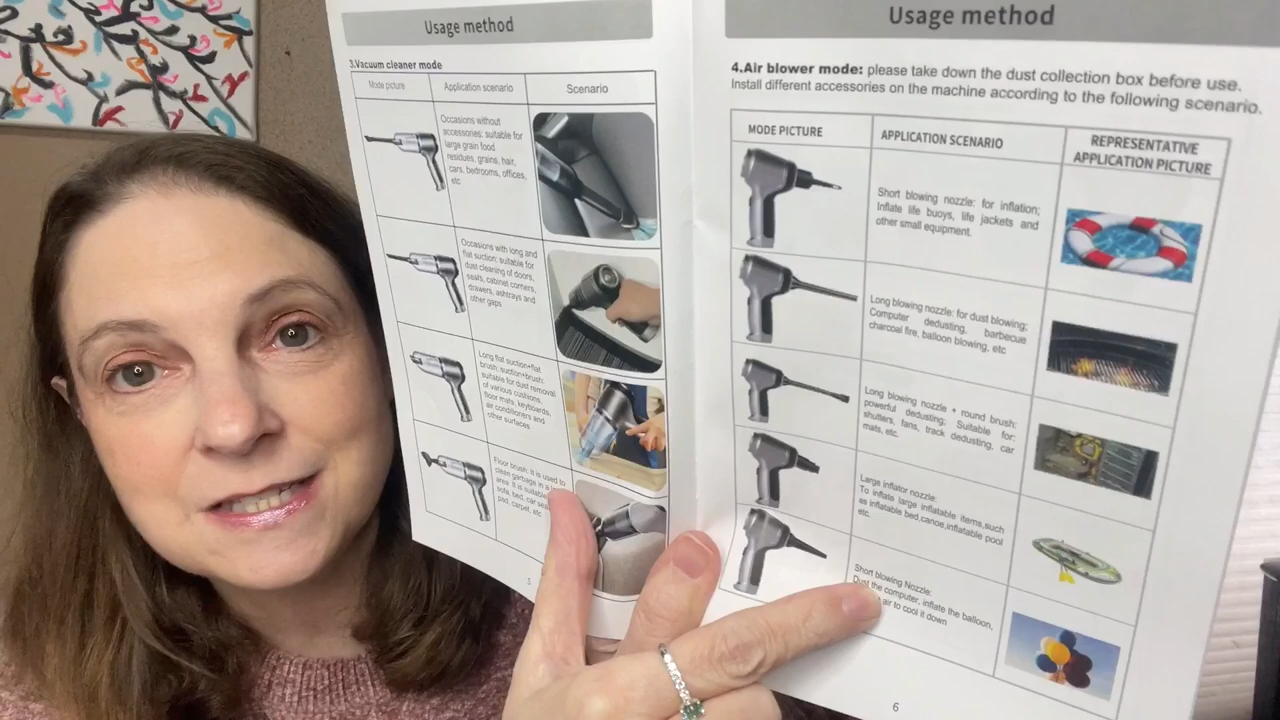 Usage method
3.Vacuum cleaner mode
Mode picture
Application scenario
Scenario
Occasions without
accessories: suitable for
large grain food
residues, grains, hair,
cars, bedrooms, offices,
etc
Occasions with long and
flat suction: suitable for
dust cleaning of doors,
seats, cabinet corners,
drawers, ashtrays and
other gaps
Long flat suction+flat
brush, suction+brush:
suitable for dust removal
of various cushions,
floor mats, keyboards,
air conditioners and
other surfaces
Floor brush: It is used to
clean garbage in a
area. It is suitable
sofa, bed, car sea
pad, carpet, etc
5
Usage method
4.Air blower mode: please take down the dust collection box before use.
Install different accessories on the machine according to the following scenario.
MODE PICTURE
APPLICATION SCENARIO
REPRESENTATIVE
APPLICATION PICTURE
Short blowing nozzle: for inflation;
Inflate life buoys, life jackets and
other small equipment.
Long blowing nozzle: for dust blowing;
Computer dedusting, barbecue
charcoal fire, balloon blowing, etc
Long blowing nozzle + round brush:
powerful dedusting; Suitable for:
shutters, fans, track dedusting, car
mats, etc.
Large inflator nozzle:
To inflate large inflatable items,such
as inflatable bed,canoe,inflatable pool
etc.
Short blowing Nozzle:
Dust the computer, inflate the balloon,
air to cool it down
6